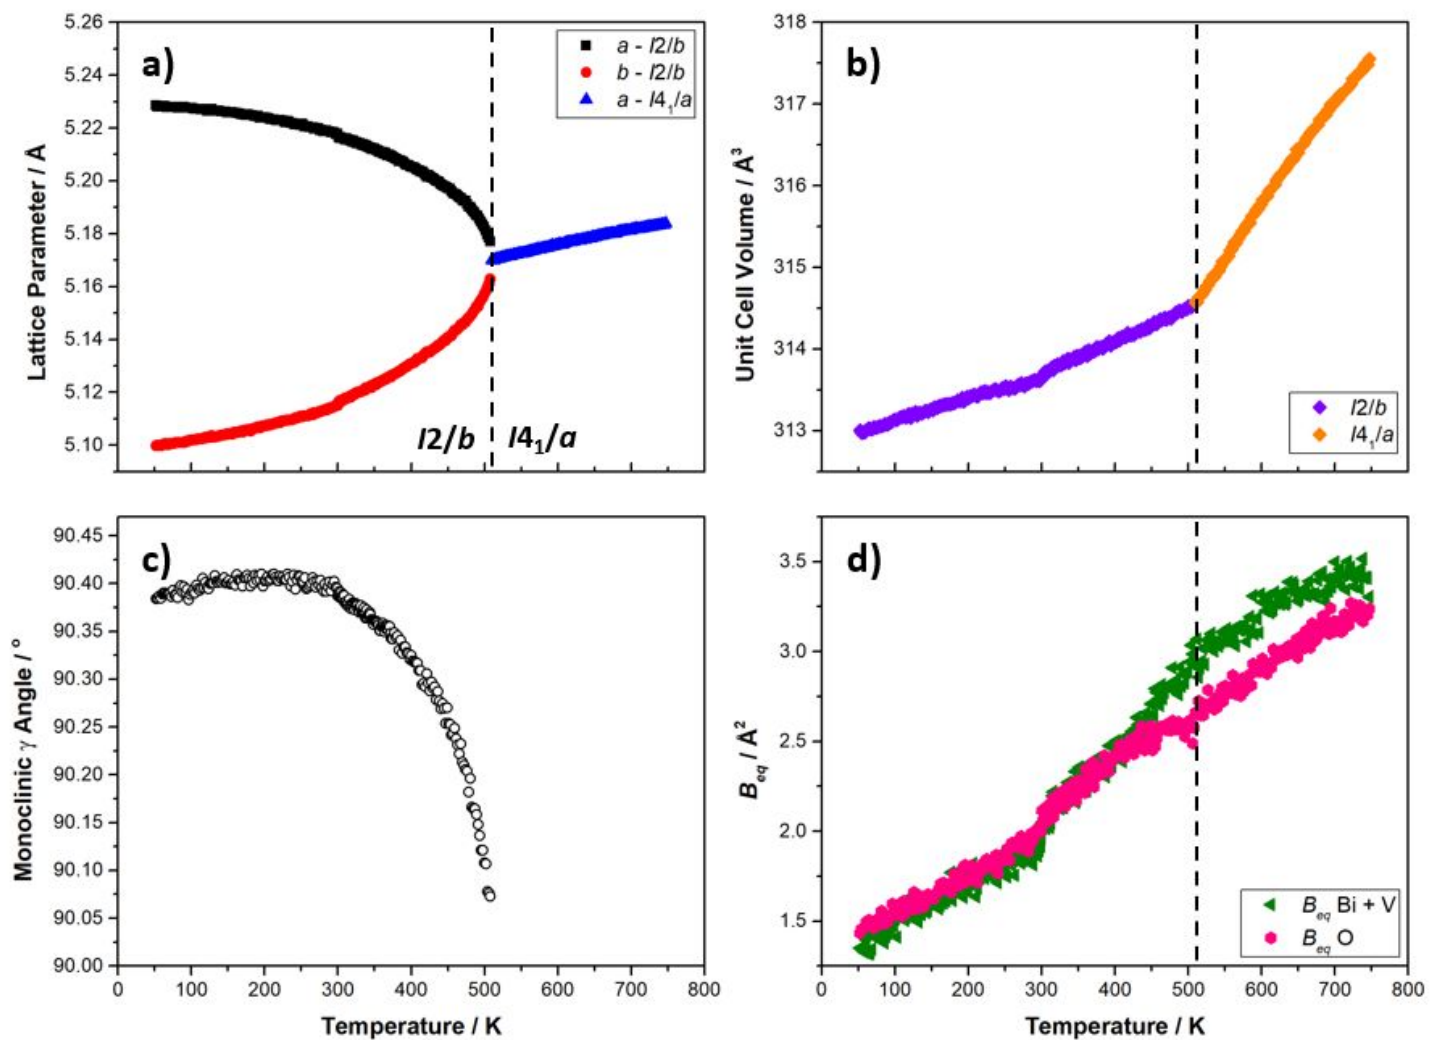 a)
Lattice Parameter / Å
5.26
5.24
5.22
5.20
5.18
5.16
5.14
5.12
5.10
a - I2/b
b - I2/b
a - I4₁/a
I2/b
I4₁/a
b)
Unit Cell Volume / Å³
318
317
316
315
314
313
I2/b
I4₁/a
c)
Monoclinic γ Angle / °
90.45
90.40
90.35
90.30
90.25
90.20
90.15
90.10
90.05
90.00
0 100 200 300 400 500 600 700 800
Temperature / K
d)
B_eq / Å²
3.5
3.0
2.5
2.0
1.5
B_eq Bi + V
B_eq O
0 100 200 300 400 500 600 700 800
Temperature / K